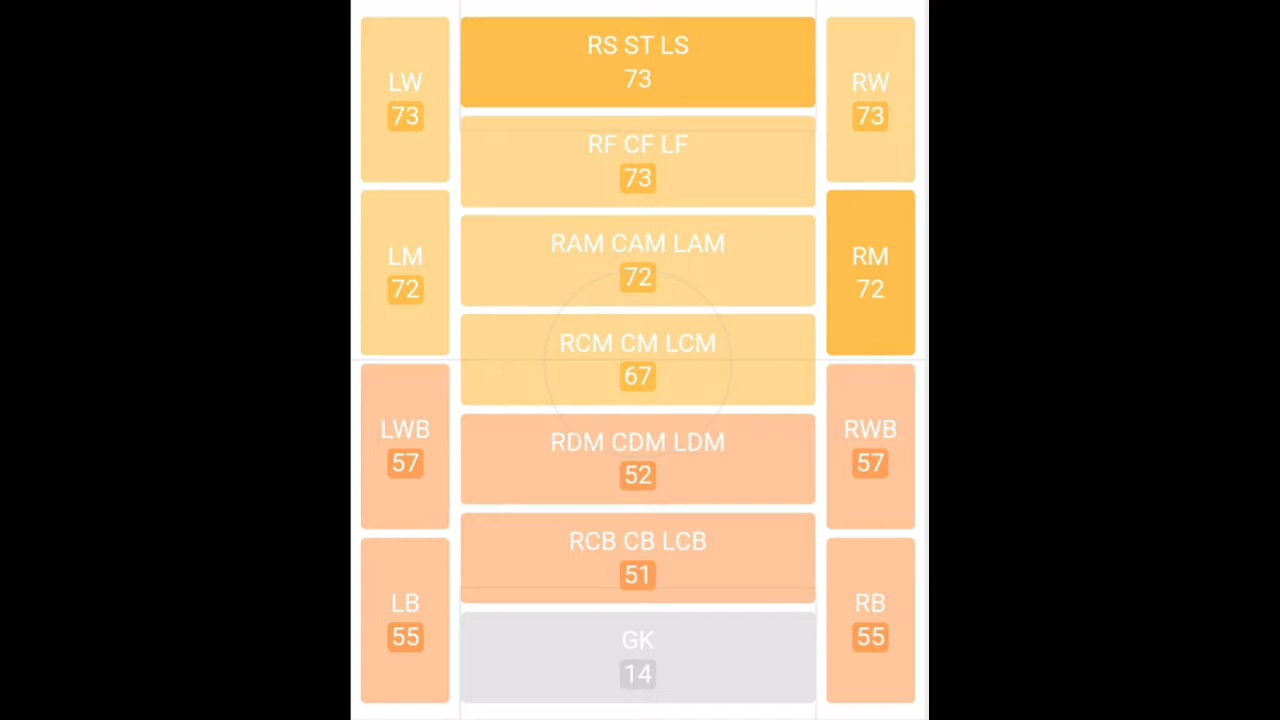 RS ST LS
73
LW
73
RW
73
RF CF LF
73
RAM CAM LAM
72
LM
72
RM
72
RCM CM LCM
67
LWB
57
RDM CDM LDM
52
RWB
57
RCB CB LCB
51
LB
55
RB
55
GK
14